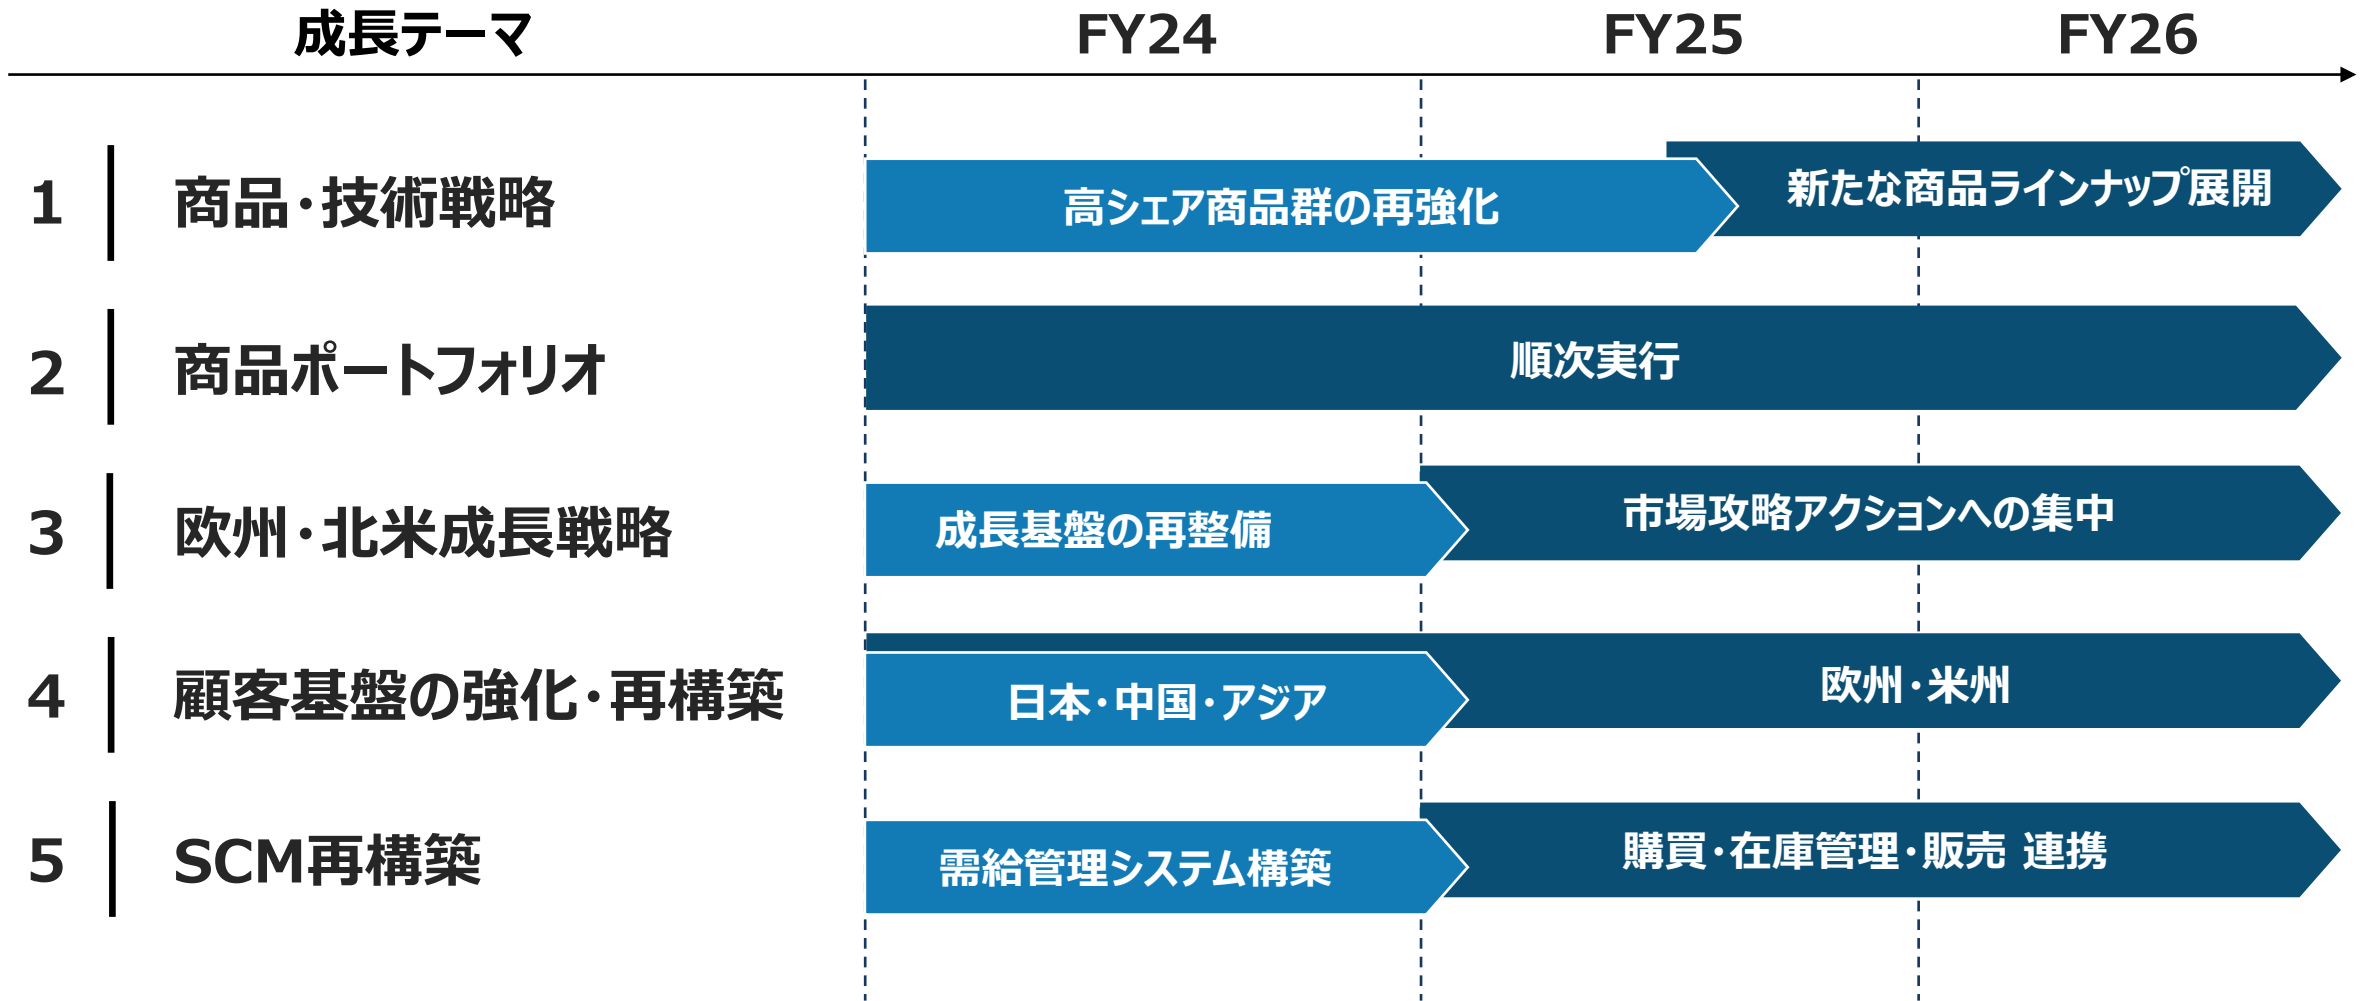 成長テーマ FY24 FY25 FY26
1 商品・技術戦略 高シェア商品群の再強化 新たな商品ラインナップ展開
2 商品ポートフォリオ 順次実行
3 欧州・北米成長戦略 成長基盤の再整備 市場攻略アクションへの集中
4 顧客基盤の強化・再構築 日本・中国・アジア 欧州・米州
5 SCM再構築 需給管理システム構築 購買・在庫管理・販売 連携